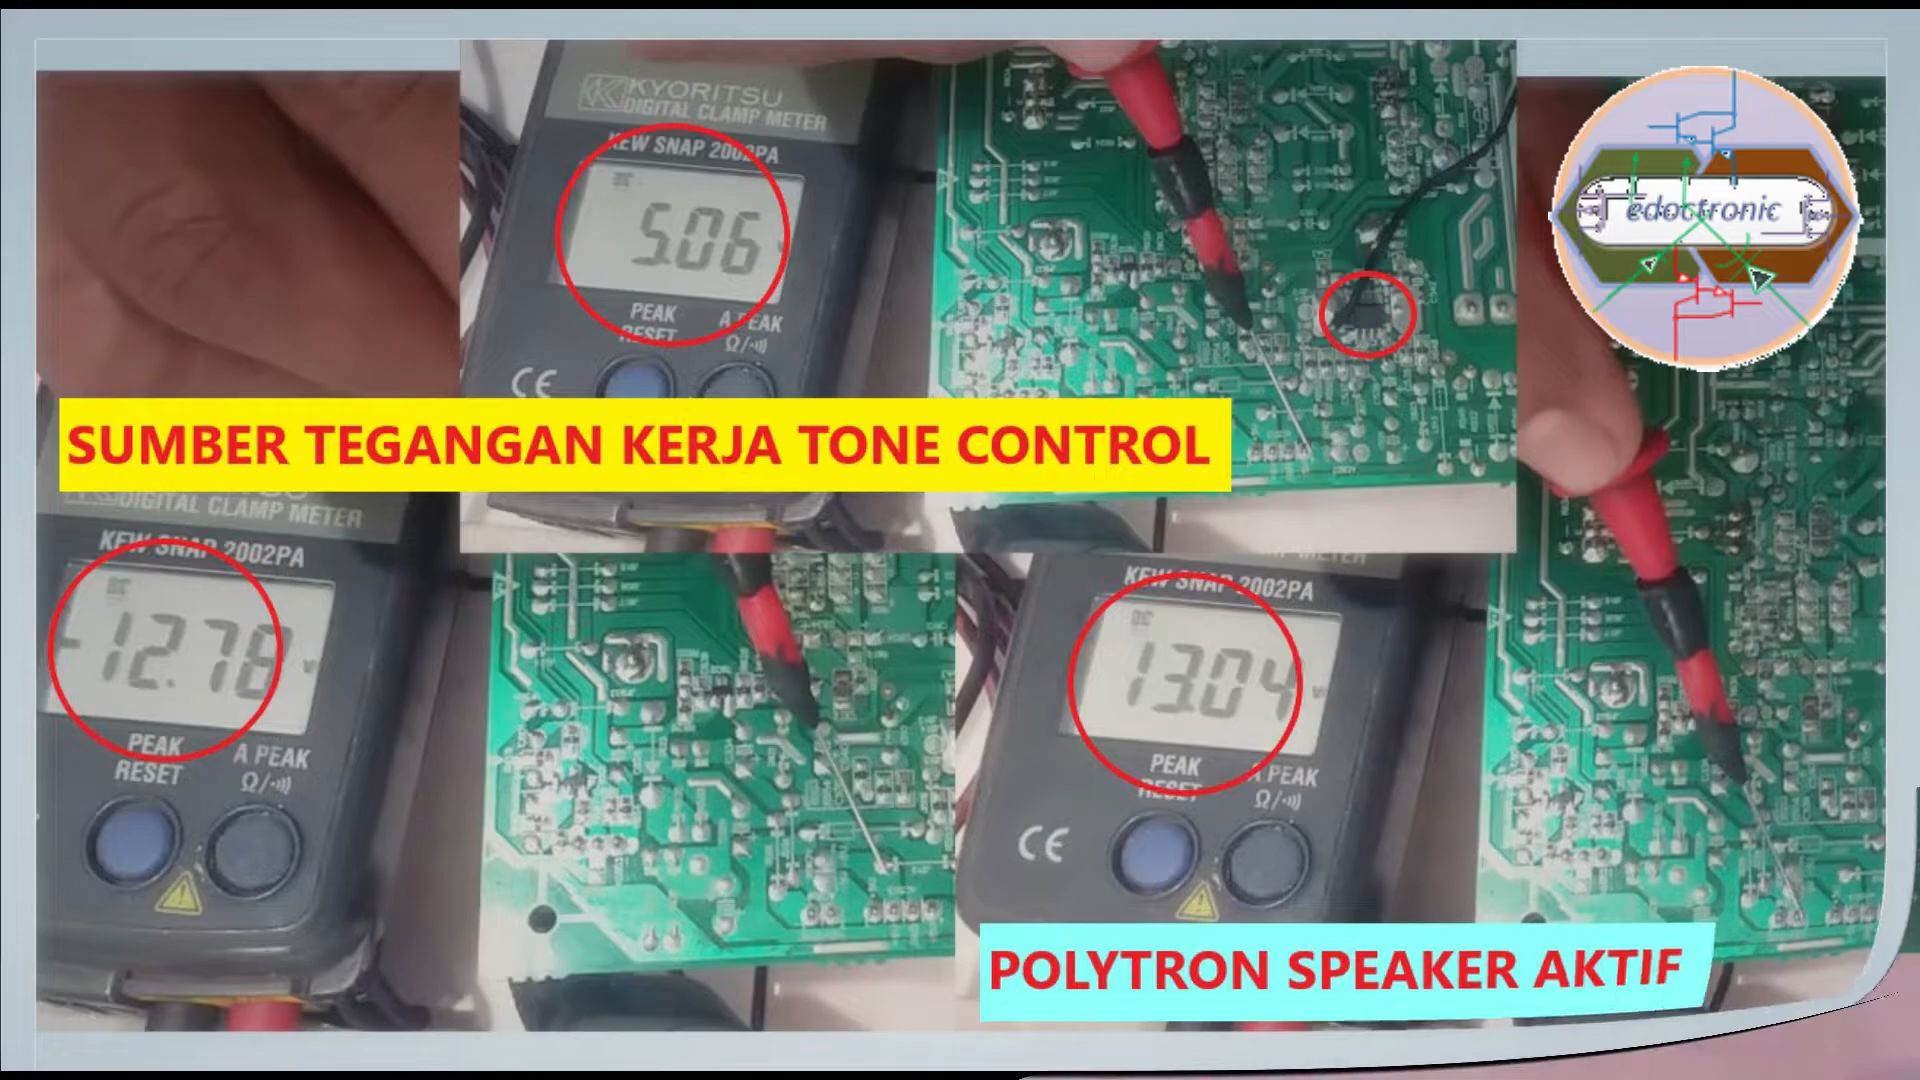 KYORITSU
DIGITAL CLAMP METER
KEW SNAP 2002PA
5.06
PEAK
RESET
A PEAK
Ω/·)))
CE
edoctronic
SUMBER TEGANGAN KERJA TONE CONTROL
DIGITAL CLAMP METER
KEW SNAP 2002PA
-12.78
PEAK
RESET
A PEAK
Ω/·)))
KEW SNAP 2002PA
13.04
PEAK
RESET
A PEAK
Ω/·)))
CE
POLYTRON SPEAKER AKTIF